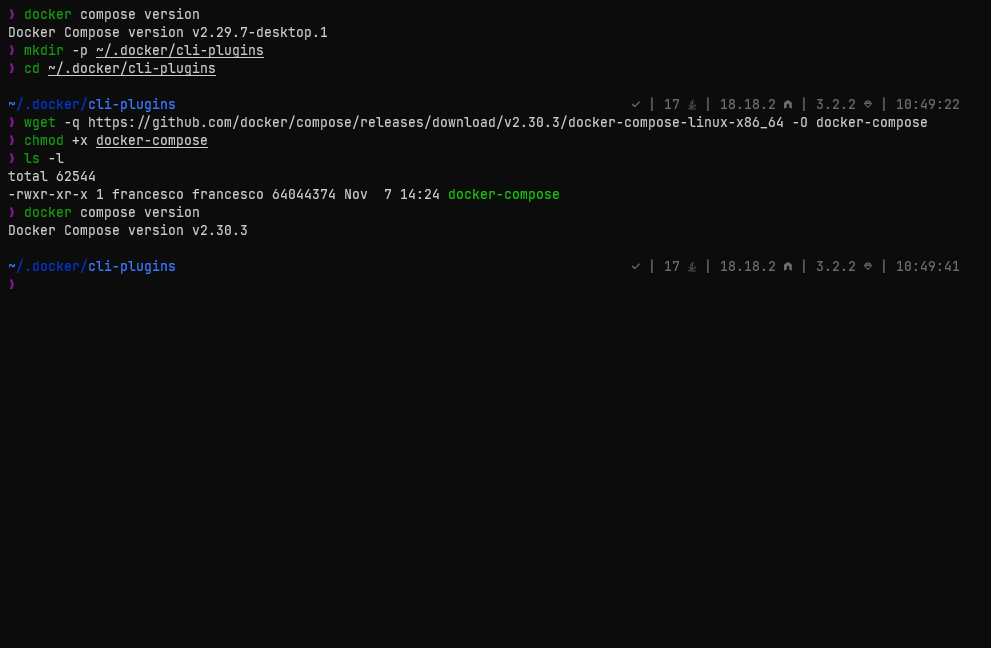 ❯ docker compose version
Docker Compose version v2.29.7-desktop.1
❯ mkdir -p ~/.docker/cli-plugins
❯ cd ~/.docker/cli-plugins
~/.docker/cli-plugins ✓ | 17 | 18.18.2 | 3.2.2 | 10:49:22
❯ wget -q https://github.com/docker/compose/releases/download/v2.30.3/docker-compose-linux-x86_64 -O docker-compose
❯ chmod +x docker-compose
❯ ls -l
total 62544
-rwxr-xr-x 1 francesco francesco 64044374 Nov  7 14:24 docker-compose
❯ docker compose version
Docker Compose version v2.30.3
~/.docker/cli-plugins ✓ | 17 | 18.18.2 | 3.2.2 | 10:49:41
❯